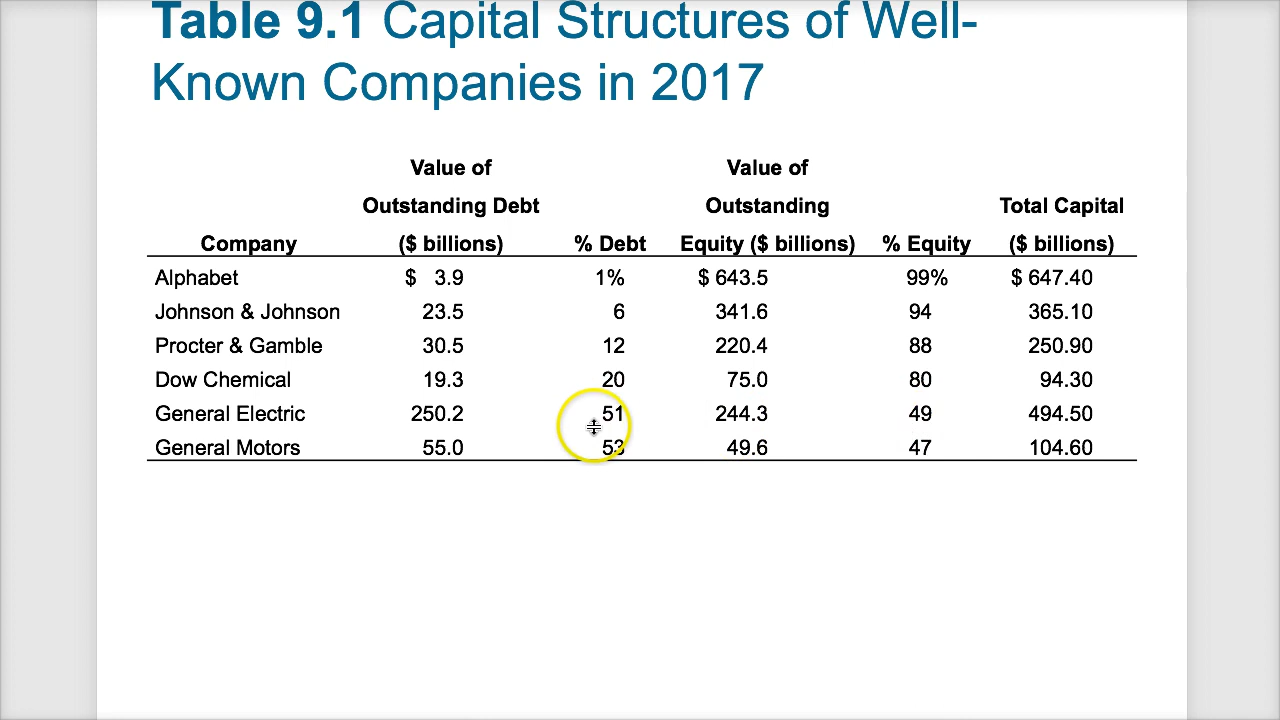 Table 9.1 Capital Structures of Well-
Known Companies in 2017
Value of Value of
Outstanding Debt Outstanding Total Capital
Company ($ billions) % Debt Equity ($ billions) % Equity ($ billions)
Alphabet $ 3.9 1% $ 643.5 99% $ 647.40
Johnson & Johnson 23.5 6 341.6 94 365.10
Procter & Gamble 30.5 12 220.4 88 250.90
Dow Chemical 19.3 20 75.0 80 94.30
General Electric 250.2 51 244.3 49 494.50
General Motors 55.0 53 49.6 47 104.60